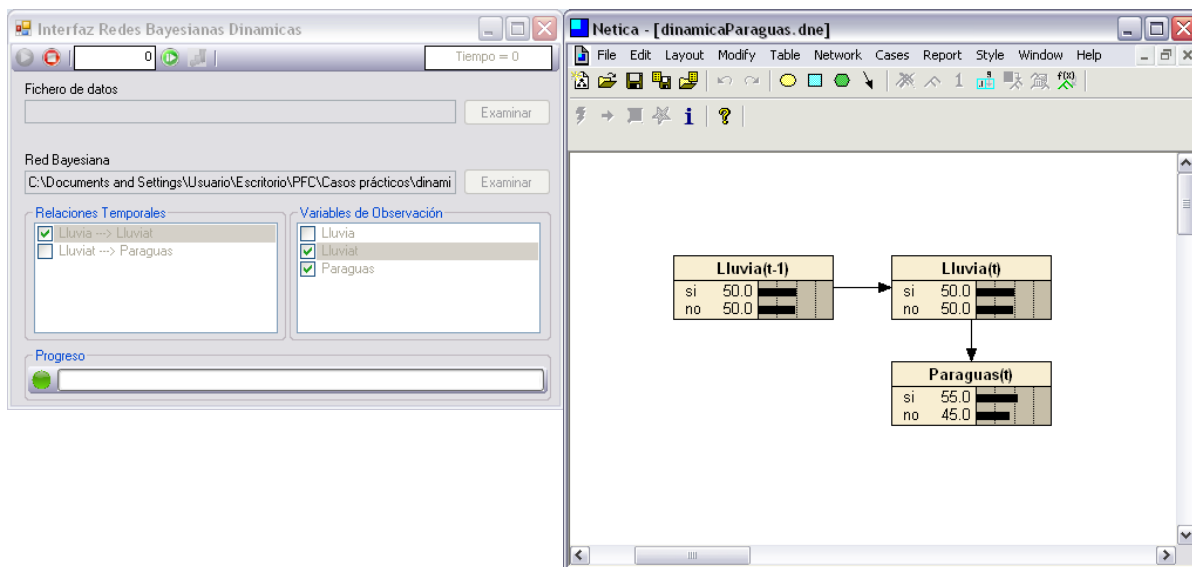 Interfaz Redes Bayesianas Dinamicas
0
Tiempo = 0
Fichero de datos
Examinar
Red Bayesiana
C:\Documents and Settings\Usuario\Escritorio\PFC\Casos prácticos\dinami
Examinar
Relaciones Temporales
Lluvia ---> Lluviat
Lluviat ---> Paraguas
Variables de Observación
Lluvia
Lluviat
Paraguas
Progreso
Netica - [dinamicaParaguas.dne]
File Edit Layout Modify Table Network Cases Report Style Window Help
1 f(x)
i ?
Lluvia(t-1)
si 50.0
no 50.0
Lluvia(t)
si 50.0
no 50.0
Paraguas(t)
si 55.0
no 45.0